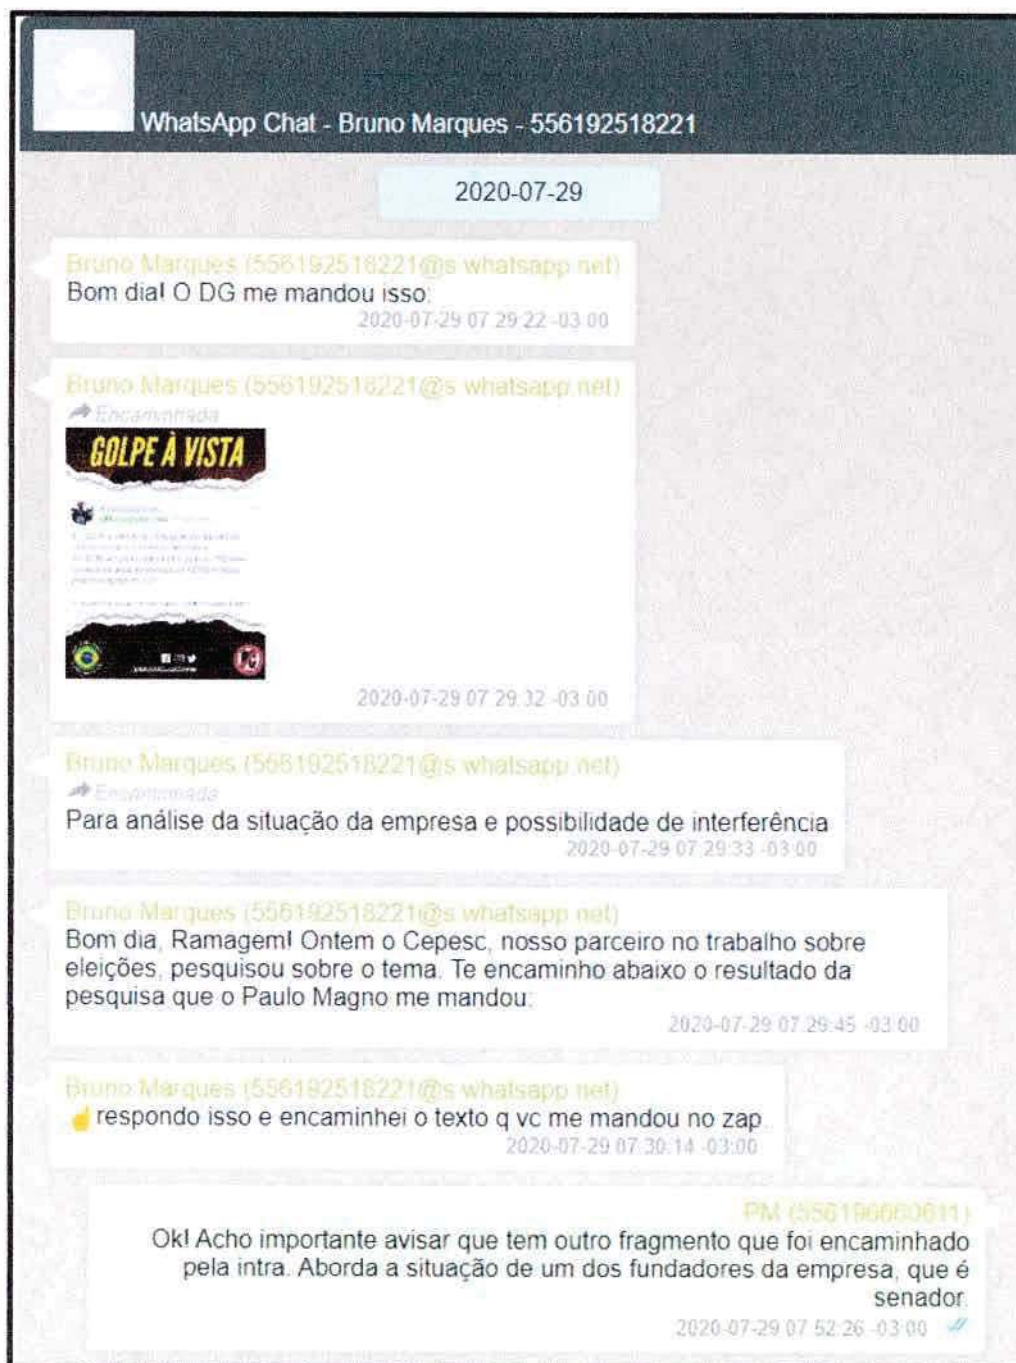 WhatsApp Chat - Bruno Marques - 556192518221
2020-07-29
Bruno Marques (556192518221@s.whatsapp.net)
Bom dia! O DG me mandou isso:
2020-07-29 07:29:22 -03:00
Bruno Marques (556192518221@s.whatsapp.net)
Encaminhada
GOLPE À VISTA
2020-07-29 07:29:32 -03:00
Bruno Marques (556192518221@s.whatsapp.net)
Encaminhada
Para análise da situação da empresa e possibilidade de interferência
2020-07-29 07:29:33 -03:00
Bruno Marques (556192518221@s.whatsapp.net)
Bom dia, Ramagem! Ontem o Cepesc, nosso parceiro no trabalho sobre
eleições, pesquisou sobre o tema. Te encaminho abaixo o resultado da
pesquisa que o Paulo Magno me mandou:
2020-07-29 07:29:45 -03:00
Bruno Marques (556192518221@s.whatsapp.net)
☝respondo isso e encaminhei o texto q vc me mandou no zap.
2020-07-29 07:30:14 -03:00
PM
Ok! Acho importante avisar que tem outro fragmento que foi encaminhado
pela intra. Aborda a situação de um dos fundadores da empresa, que é
senador.
2020-07-29 07:52:26 -03:00